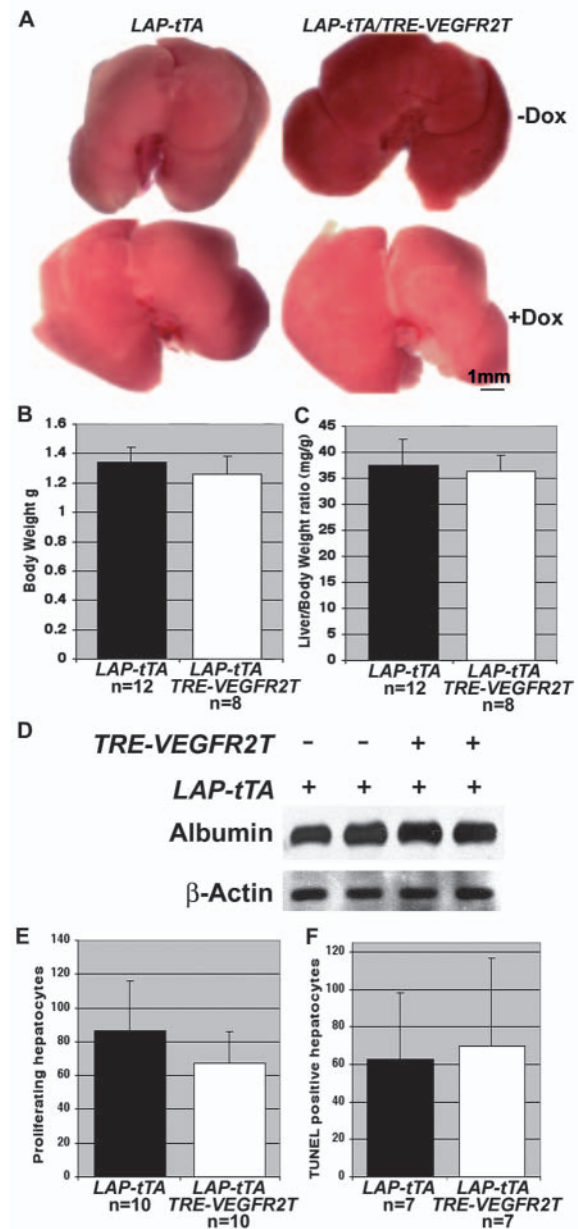 A
LAP-tTA LAP-tTA/TRE-VEGFR2T
-Dox
+Dox
1mm
B
Body Weight g
1.6
1.4
1.2
1
0.8
0.6
0.4
0.2
0
LAP-tTA LAP-tTA
n=12 TRE-VEGFR2T
n=8
C
Liver/Body Weight ratio (mg/g)
45
40
35
30
25
20
15
10
5
0
LAP-tTA LAP-tTA
n=12 TRE-VEGFR2T
n=8
D
TRE-VEGFR2T - - + +
LAP-tTA + + + +
Albumin
β-Actin
E
Proliferating hepatocytes
140
120
100
80
60
40
20
0
LAP-tTA LAP-tTA
n=10 TRE-VEGFR2T
n=10
F
TUNEL positive hepatocytes
120
100
80
60
40
20
0
LAP-tTA LAP-tTA
n=7 TRE-VEGFR2T
n=7